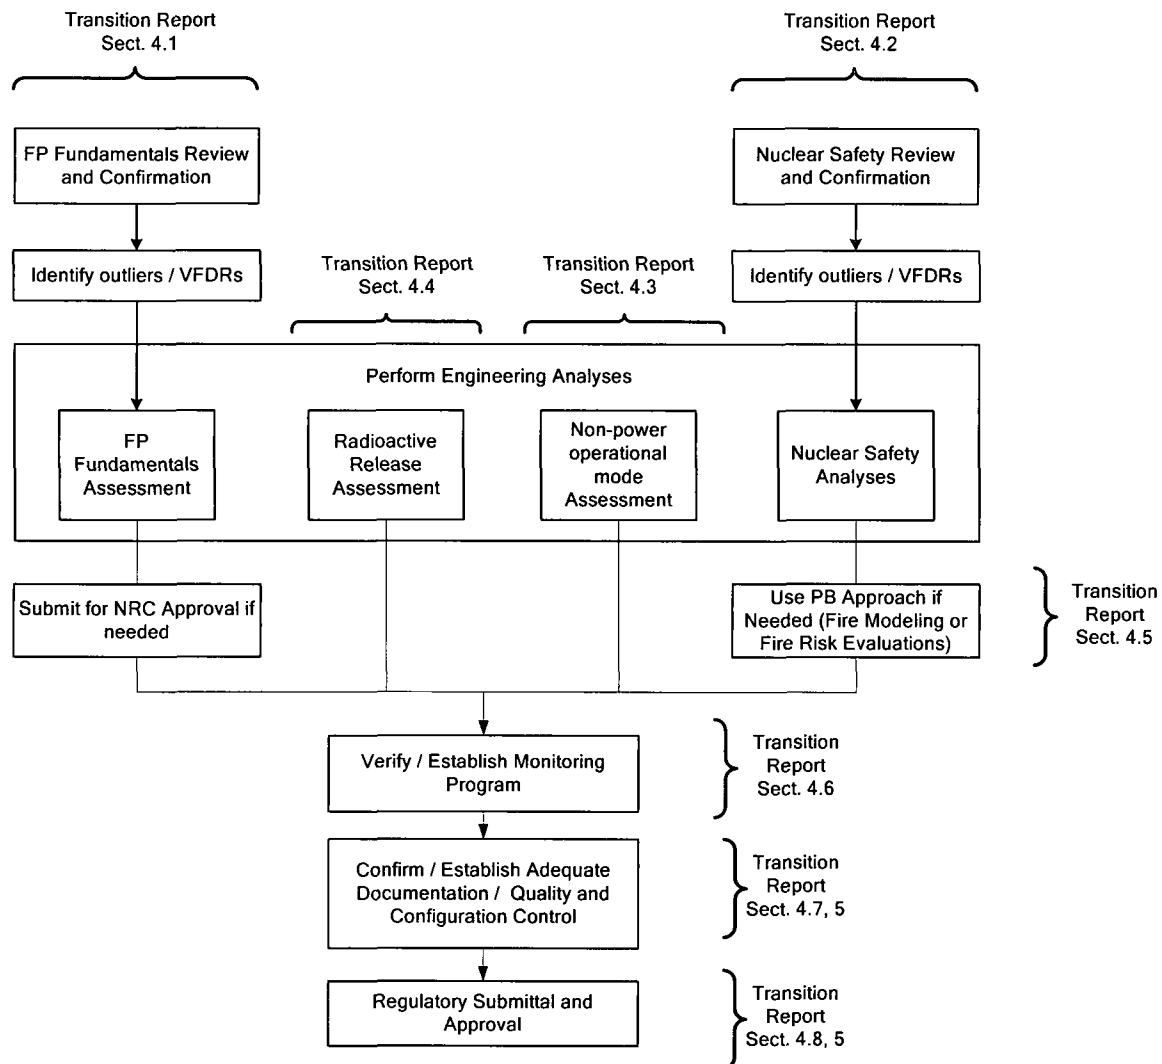 Transition Report
Sect. 4.1
Transition Report
Sect. 4.2
FP Fundamentals Review
and Confirmation
Nuclear Safety Review
and Confirmation
Identify outliers / VFDRs
Transition Report
Sect. 4.4
Transition Report
Sect. 4.3
Identify outliers / VFDRs
Perform Engineering Analyses
FP
Fundamentals
Assessment
Radioactive
Release
Assessment
Non-power
operational
mode
Assessment
Nuclear Safety
Analyses
Submit for NRC Approval if
needed
Use PB Approach if
Needed (Fire Modeling or
Fire Risk Evaluations)
Transition
Report
Sect. 4.5
Verify / Establish Monitoring
Program
Transition
Report
Sect. 4.6
Confirm / Establish Adequate
Documentation / Quality and
Configuration Control
Transition
Report
Sect. 4.7, 5
Regulatory Submittal and
Approval
Transition
Report
Sect. 4.8, 5